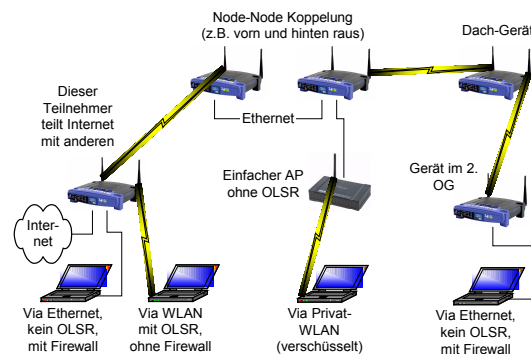 Node-Node Koppelung
(z.B. vorn und hinten raus)
Dach-Gerät
Dieser
Teilnehmer
teilt Internet
mit anderen
Ethernet
Einfacher AP
ohne OLSR
Gerät im 2.
OG
Inter-
net
Via Ethernet,
kein OLSR,
mit Firewall
Via WLAN
mit OLSR,
ohne Firewall
Via Privat-
WLAN
(verschüsselt)
Via Ethernet,
kein OLSR,
mit Firewall